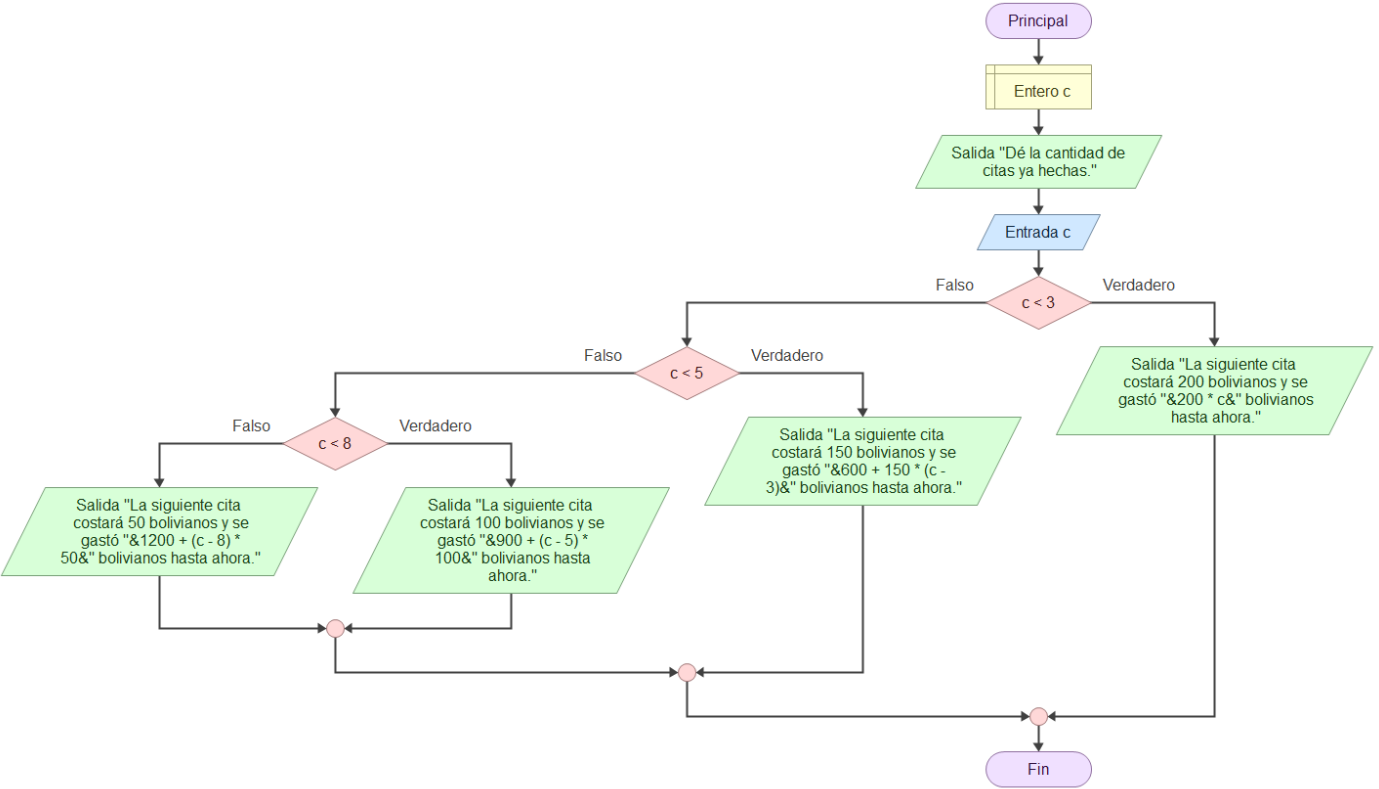 Principal
Entero c
Salida "Dé la cantidad de
citas ya hechas."
Entrada c
Falso
c < 3
Verdadero
Falso
c < 5
Verdadero
Salida "La siguiente cita
costará 200 bolivianos y se
gastó "&200 * c&" bolivianos
hasta ahora."
Falso
c < 8
Verdadero
Salida "La siguiente cita
costará 150 bolivianos y se
gastó "&600 + 150 * (c -
3)&" bolivianos hasta ahora."
Salida "La siguiente cita
costará 50 bolivianos y se
gastó "&1200 + (c - 8) *
50&" bolivianos hasta ahora."
Salida "La siguiente cita
costará 100 bolivianos y se
gastó "&900 + (c - 5) *
100&" bolivianos hasta
ahora."
Fin